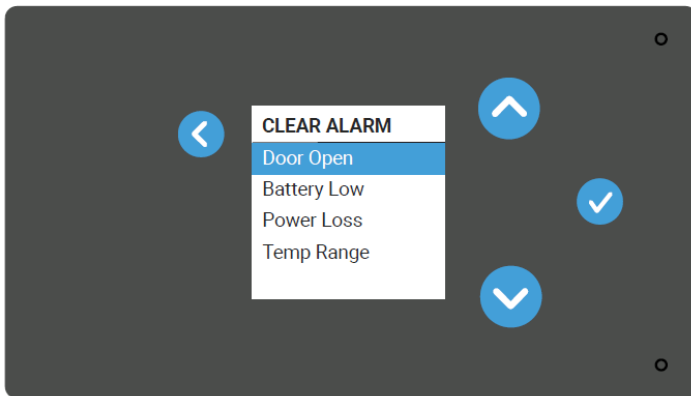 CLEAR ALARM
Door Open
Battery Low
Power Loss
Temp Range